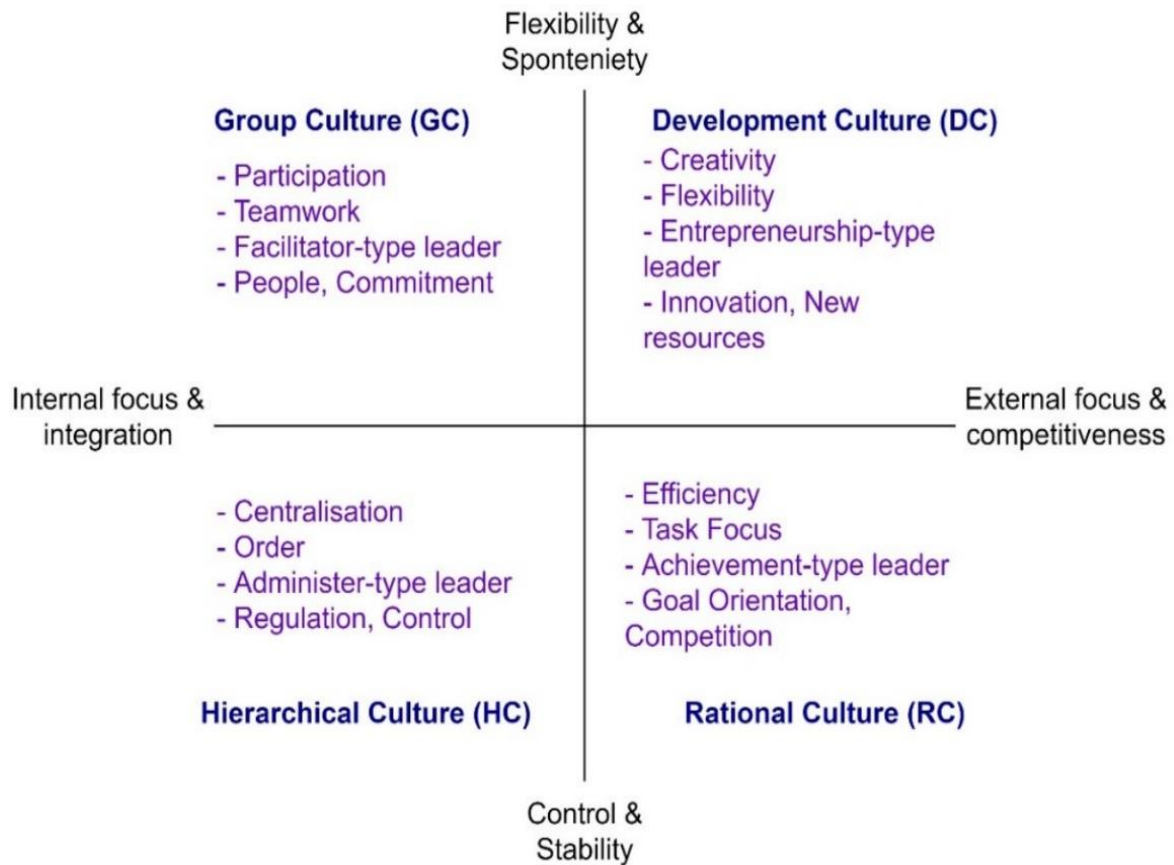 Flexibility &
Sponteniety
Group Culture (GC)
- Participation
- Teamwork
- Facilitator-type leader
- People, Commitment
Development Culture (DC)
- Creativity
- Flexibility
- Entrepreneurship-type
leader
- Innovation, New
resources
Internal focus &
integration
External focus &
competitiveness
- Centralisation
- Order
- Administer-type leader
- Regulation, Control
Hierarchical Culture (HC)
- Efficiency
- Task Focus
- Achievement-type leader
- Goal Orientation,
Competition
Rational Culture (RC)
Control &
Stability